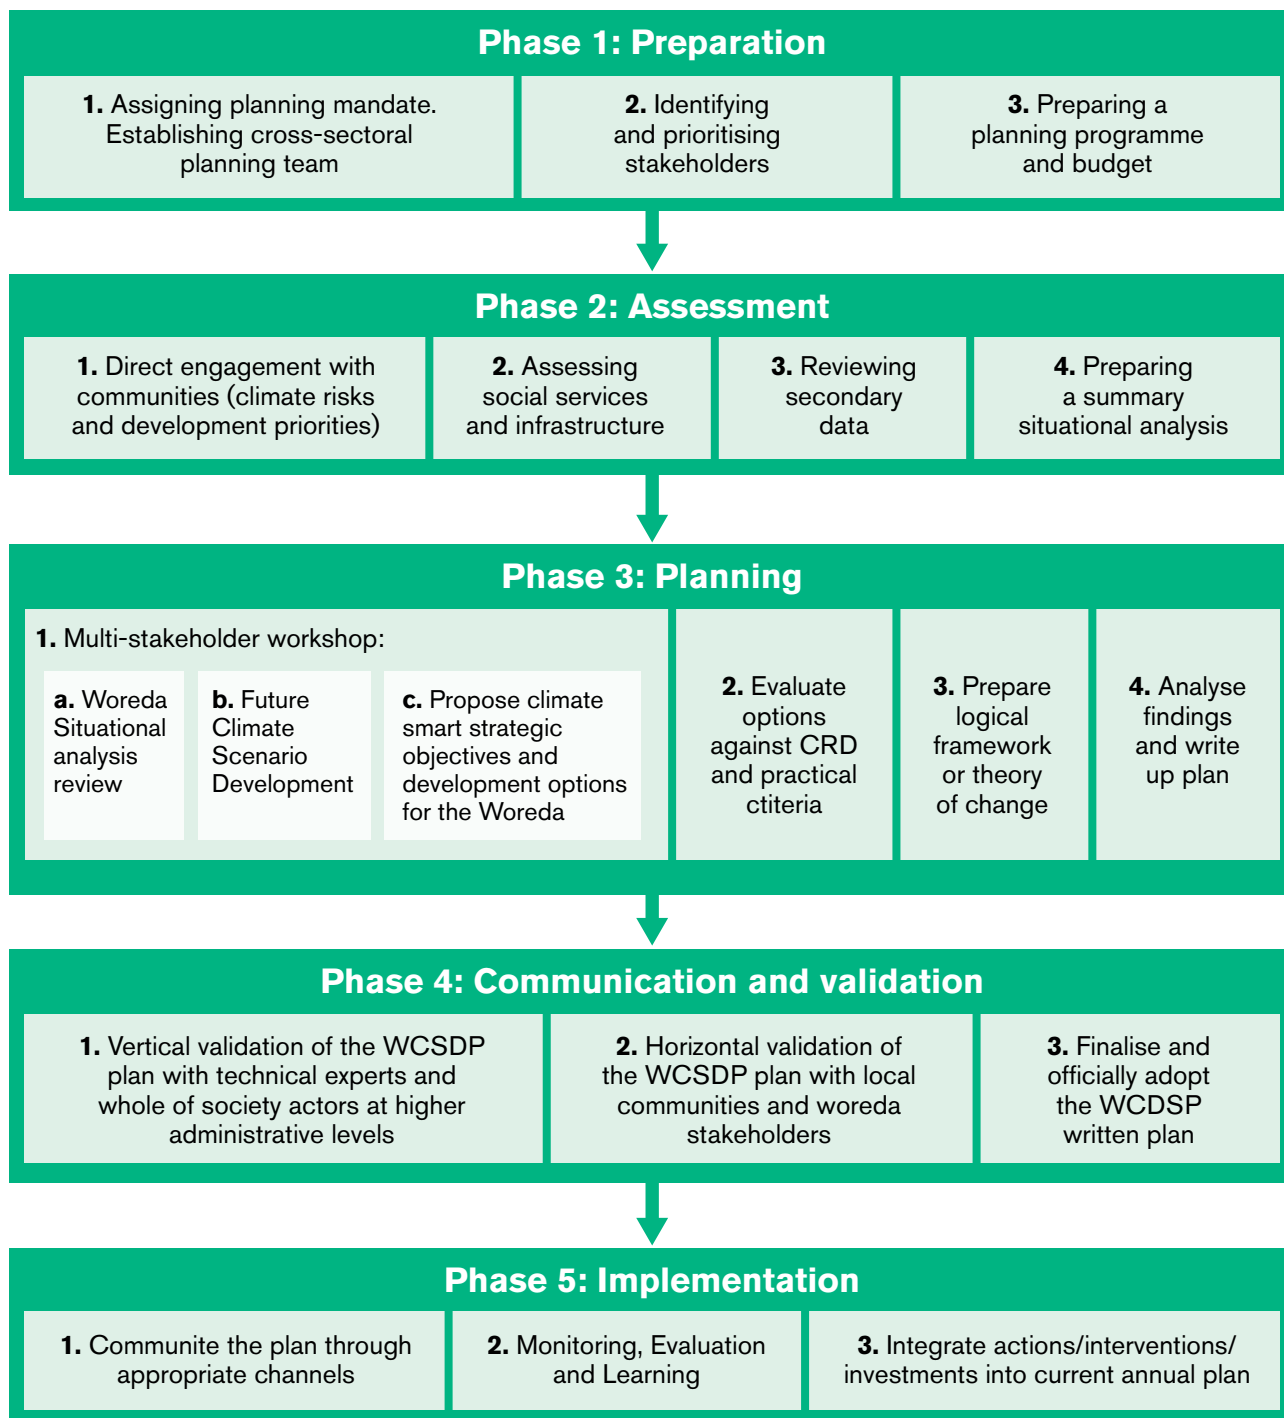 Phase 1: Preparation
1. Assigning planning mandate.
Establishing cross-sectoral
planning team
2. Identifying
and prioritising
stakeholders
3. Preparing a
planning programme
and budget
Phase 2: Assessment
1. Direct engagement with
communities (climate risks
and development priorities)
2. Assessing
social services
and infrastructure
3. Reviewing
secondary
data
4. Preparing
a summary
situational analysis
Phase 3: Planning
1. Multi-stakeholder workshop:
a. Woreda
Situational
analysis
review
b. Future
Climate
Scenario
Development
c. Propose climate
smart strategic
objectives and
development options
for the Woreda
2. Evaluate
options
against CRD
and practical
ctiteria
3. Prepare
logical
framework
or theory
of change
4. Analyse
findings
and write
up plan
Phase 4: Communication and validation
1. Vertical validation of the WCSDP
plan with technical experts and
whole of society actors at higher
administrative levels
2. Horizontal validation of
the WCSDP plan with local
communities and woreda
stakeholders
3. Finalise and
officially adopt
the WCDSP
written plan
Phase 5: Implementation
1. Communite the plan through
appropriate channels
2. Monitoring, Evaluation
and Learning
3. Integrate actions/interventions/
investments into current annual plan